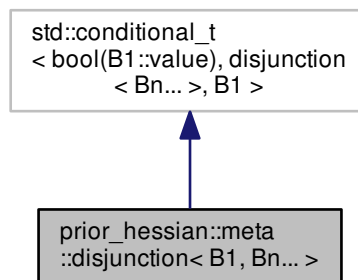 std::conditional_t
< bool(B1::value), disjunction
< Bn... >, B1 >
prior_hessian::meta
::disjunction< B1, Bn... >